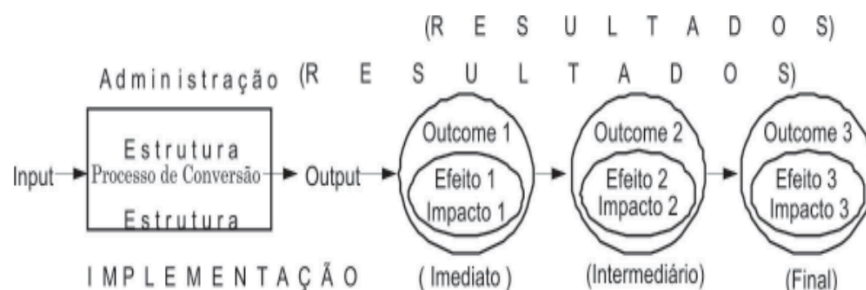 (R E S U L T A D O S)
Administração (R E S U L T A D O S)
Estrutura
Processo de Conversão
Estrutura
Input
Output
Outcome 1
Efeito 1
Impacto 1
Outcome 2
Efeito 2
Impacto 2
Outcome 3
Efeito 3
Impacto 3
IMPLEMENTAÇÃO
( Imediato )
(Intermediário)
(Final)